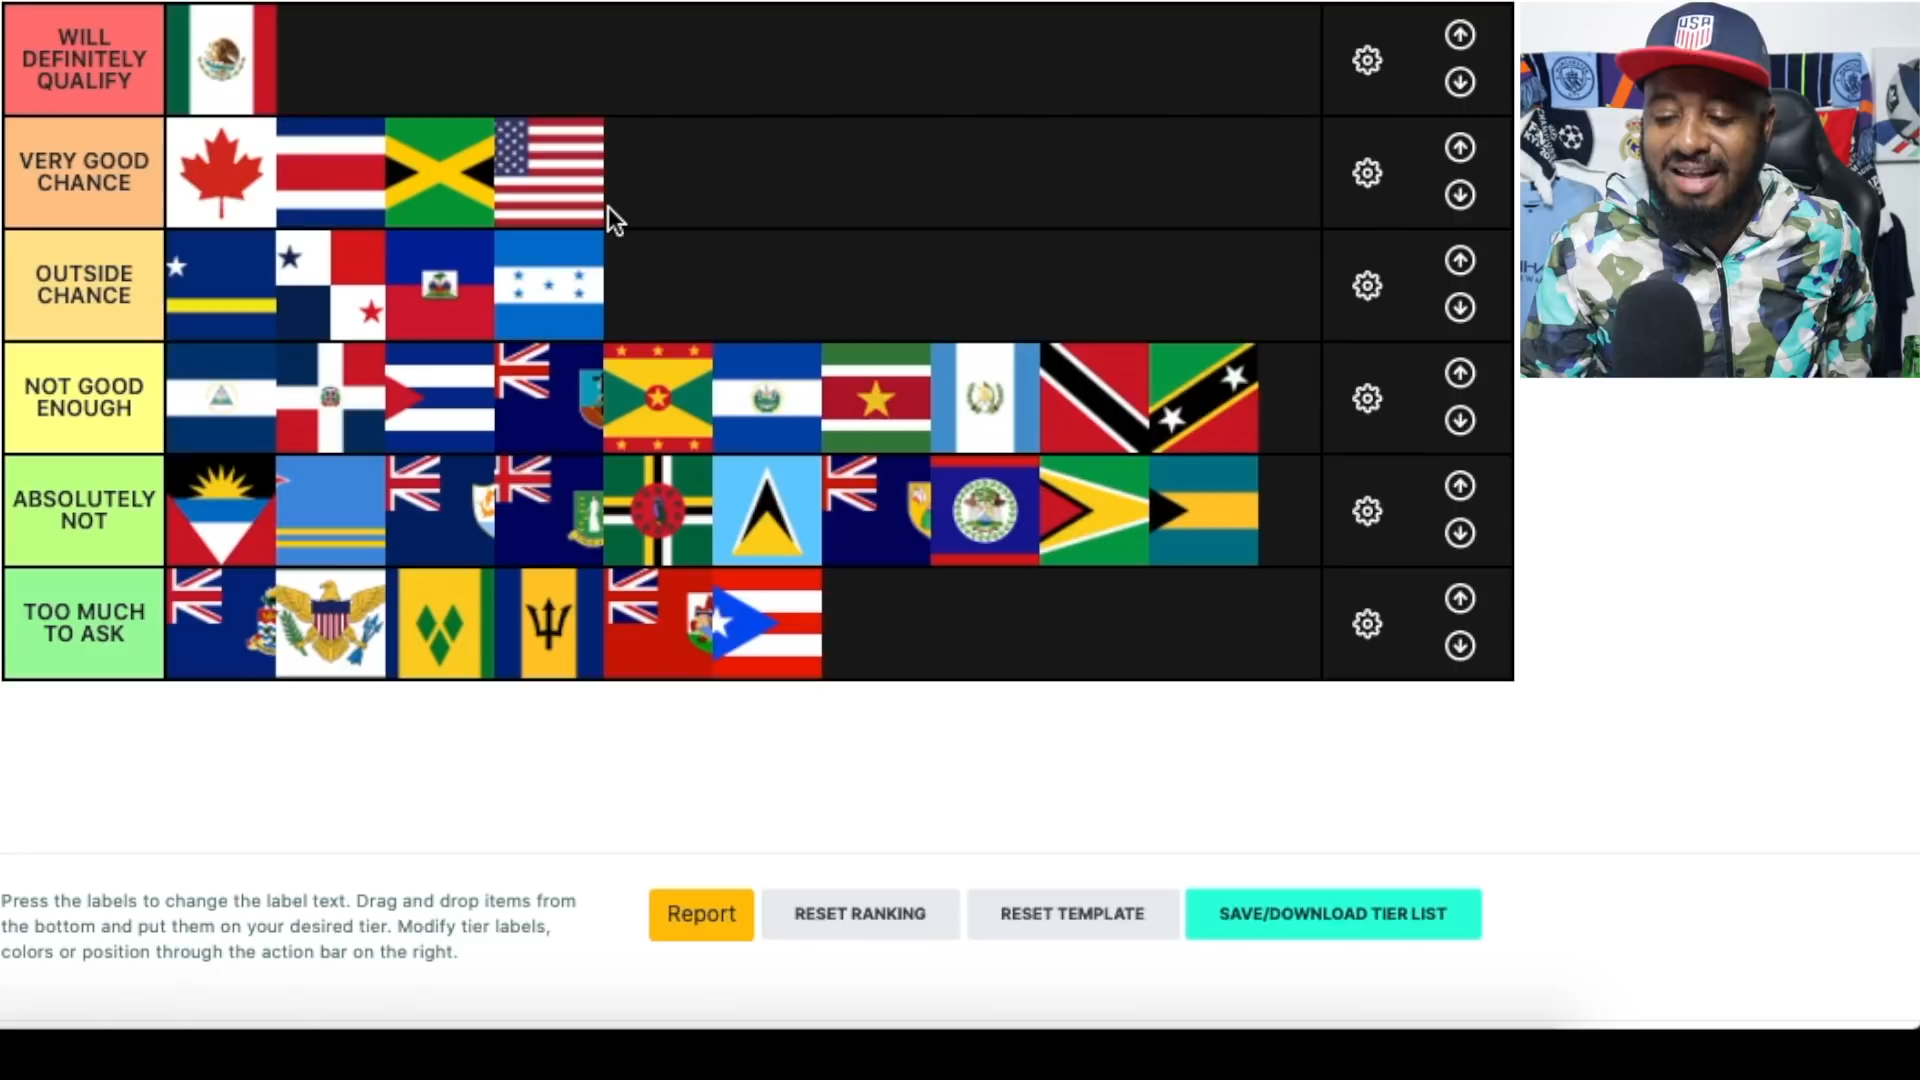 WILL
DEFINITELY
QUALIFY
USA
VERY GOOD
CHANCE
OUTSIDE
CHANCE
NOT GOOD
ENOUGH
ABSOLUTELY
NOT
TOO MUCH
TO ASK
Press the labels to change the label text. Drag and drop items from
the bottom and put them on your desired tier. Modify tier labels,
colors or position through the action bar on the right.
Report
RESET RANKING
RESET TEMPLATE
SAVE/DOWNLOAD TIER LIST